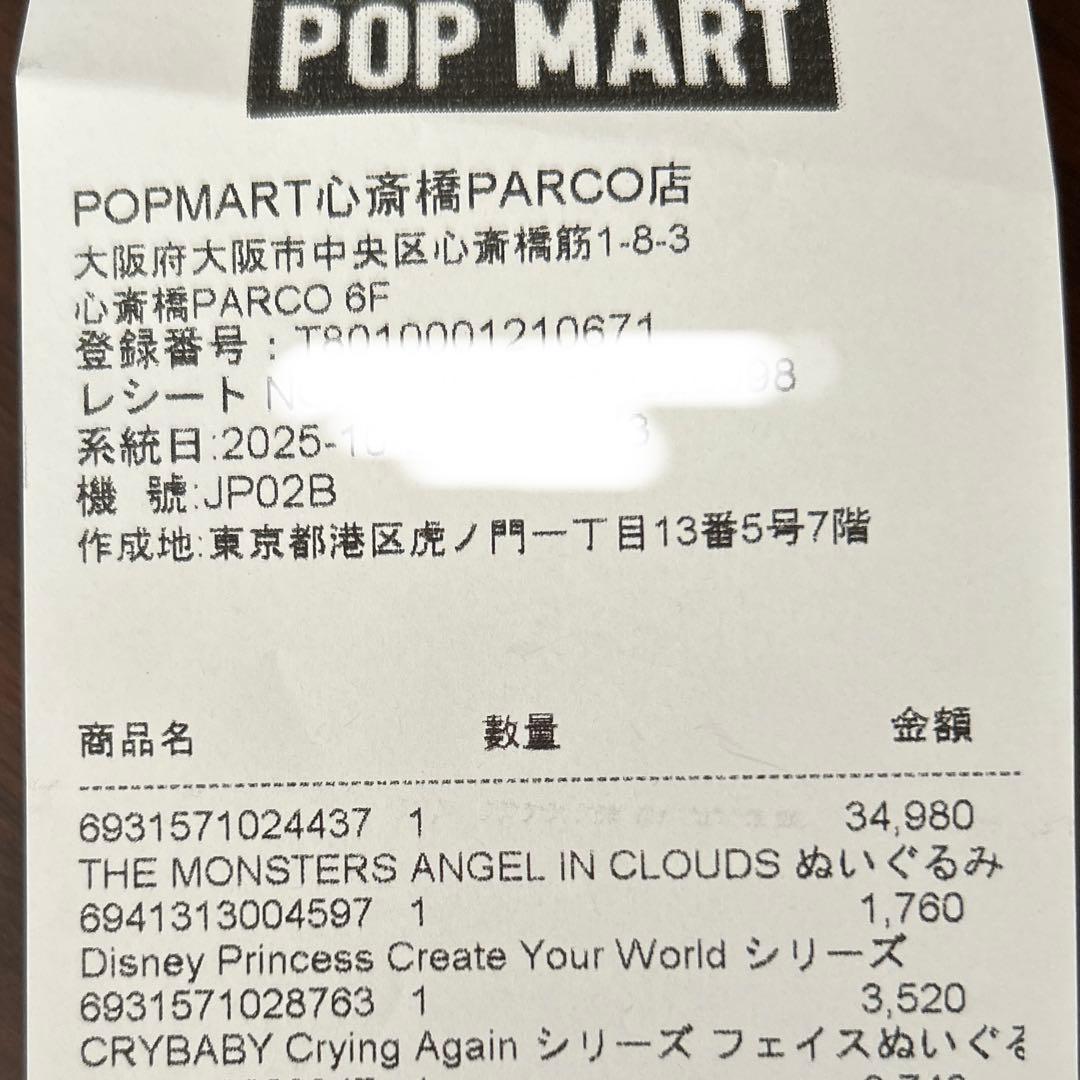 POP MART
POPMART心斎橋PARCO店
大阪府大阪市中央区心斎橋筋1-8-3
心斎橋PARCO 6F
登録番号：T8010001210671
レシート 98
系統日:2025-10
機 號:JP02B
作成地:東京都港区虎ノ門一丁目13番5号7階
商品名 數量 金額
6931571024437 1 34,980
THE MONSTERS ANGEL IN CLOUDS ぬいぐるみ
6941313004597 1 1,760
Disney Princess Create Your World シリーズ
6931571028763 1 3,520
CRYBABY Crying Again シリーズ フェイスぬいぐる